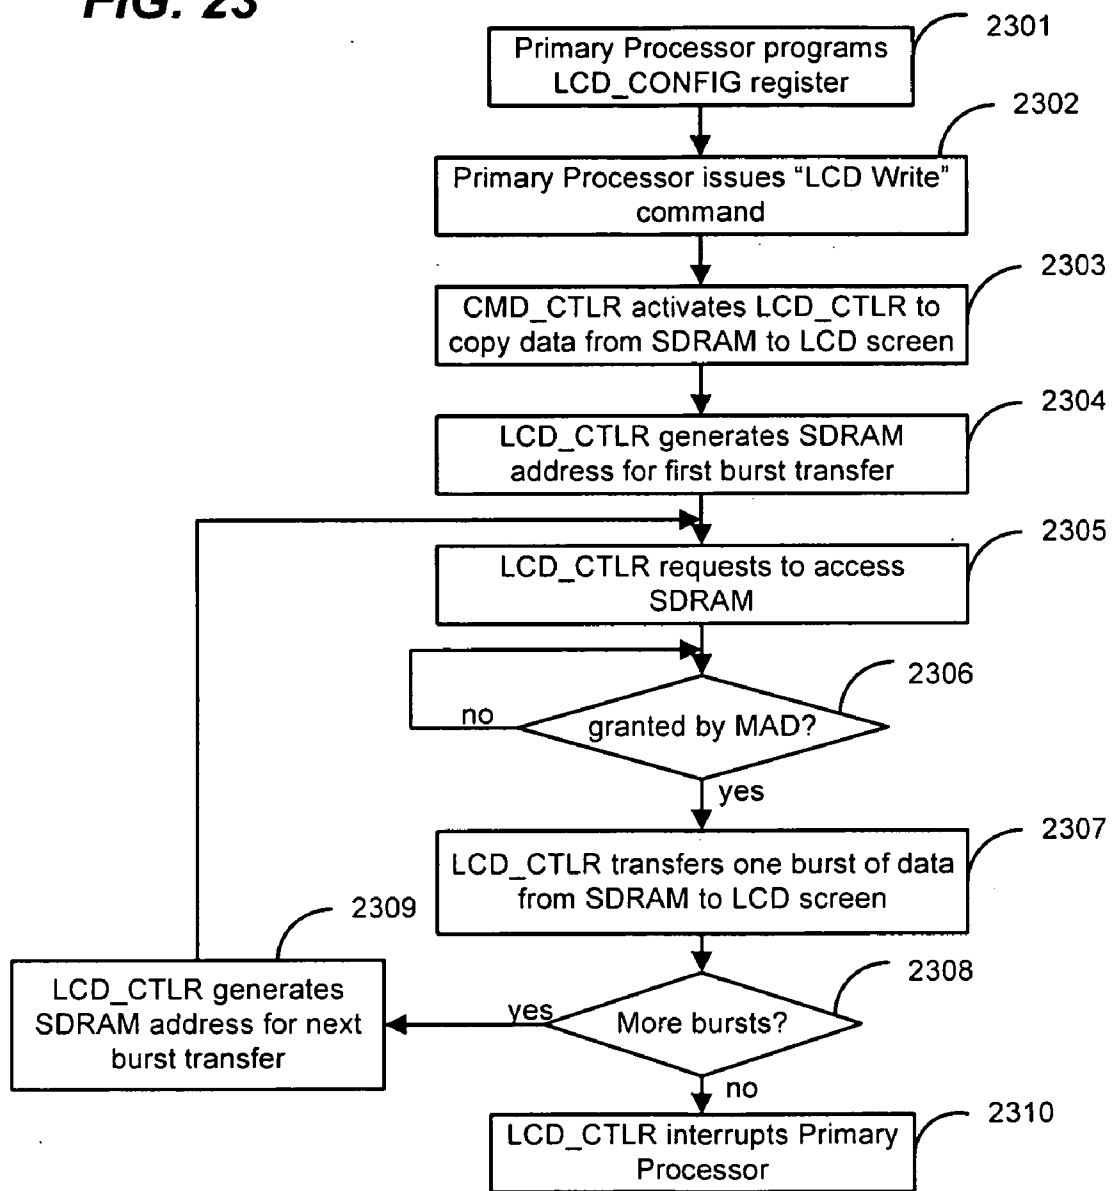 FIG. 23
2301
Primary Processor programs
LCD_CONFIG register
2302
Primary Processor issues “LCD Write”
command
2303
CMD_CTLR activates LCD_CTLR to
copy data from SDRAM to LCD screen
2304
LCD_CTLR generates SDRAM
address for first burst transfer
2305
LCD_CTLR requests to access
SDRAM
2306
granted by MAD?
no
yes
2307
LCD_CTLR transfers one burst of data
from SDRAM to LCD screen
2308
More bursts?
yes
2309
LCD_CTLR generates
SDRAM address for next
burst transfer
no
2310
LCD_CTLR interrupts Primary
Processor